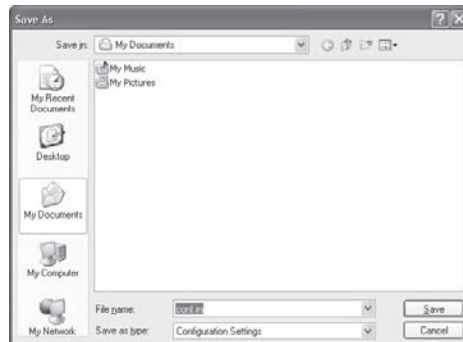 Save As
Save in: My Documents
My Recent
Documents
Desktop
My Documents
My Computer
My Network
My Music
My Pictures
File name:
Save
Save as type: Configuration Settings
Cancel